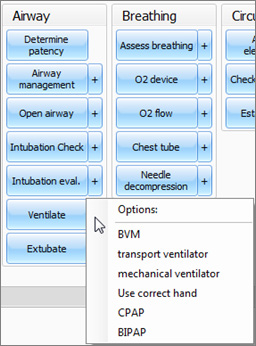 Airway
Determine
patency
Airway
management
+
Open airway
+
Intubation Check
+
Intubation eval.
+
Ventilate
Extubate
Breathing
Assess breathing
+
O2 device
+
O2 flow
+
Chest tube
+
Needle
decompression
+
Circu
A
ele
Check
Est
Options:
BVM
transport ventilator
mechanical ventilator
Use correct hand
CPAP
BIPAP